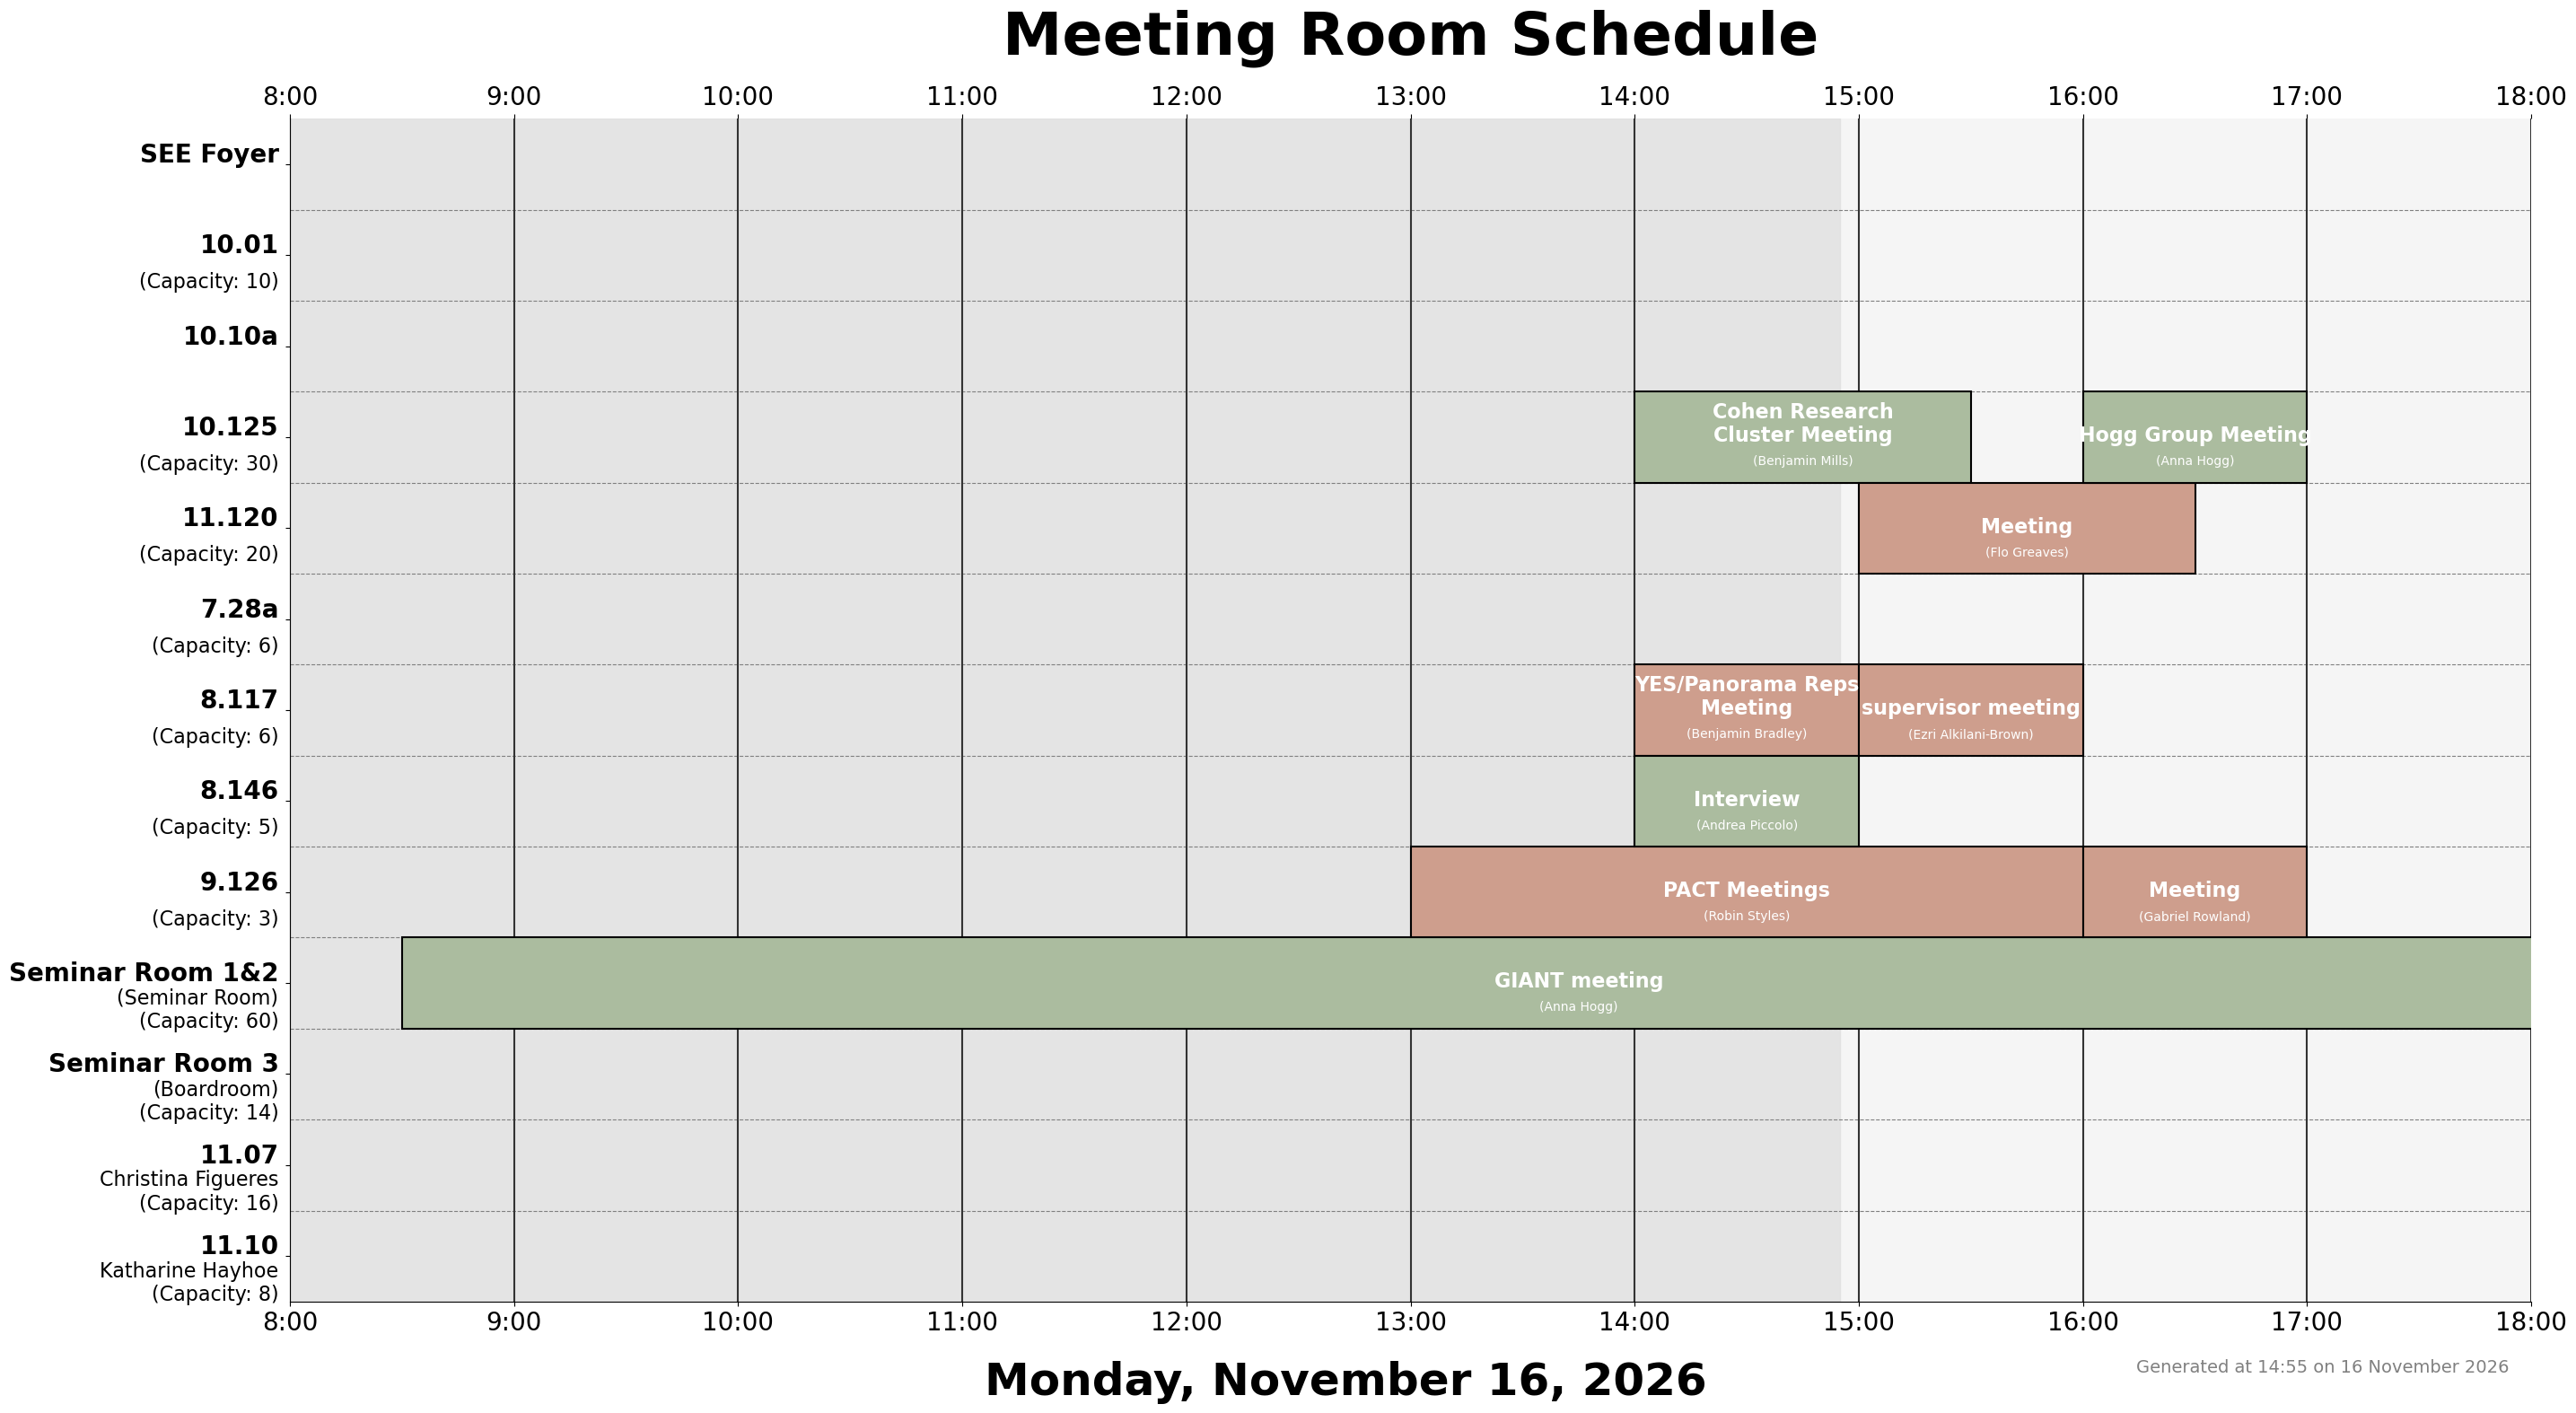 Meeting Room Schedule
8:00 9:00 10:00 11:00 12:00 13:00 14:00 15:00 16:00 17:00 18:00
SEE Foyer
10.01
(Capacity: 10)
10.10a
10.125
(Capacity: 30)
Cohen Research
Cluster Meeting
(Benjamin Mills)
Hogg Group Meeting
(Anna Hogg)
11.120
(Capacity: 20)
Meeting
(Flo Greaves)
7.28a
(Capacity: 6)
8.117
(Capacity: 6)
YES/Panorama Reps
Meeting
(Benjamin Bradley)
supervisor meeting
(Ezri Alkilani-Brown)
8.146
(Capacity: 5)
Interview
(Andrea Piccolo)
9.126
(Capacity: 3)
PACT Meetings
(Robin Styles)
Meeting
(Gabriel Rowland)
Seminar Room 1&2
(Seminar Room)
(Capacity: 60)
GIANT meeting
(Anna Hogg)
Seminar Room 3
(Boardroom)
(Capacity: 14)
11.07
Christina Figueres
(Capacity: 16)
11.10
Katharine Hayhoe
(Capacity: 8)
8:00 9:00 10:00 11:00 12:00 13:00 14:00 15:00 16:00 17:00 18:00
Monday, November 16, 2026
Generated at 14:55 on 16 November 2026